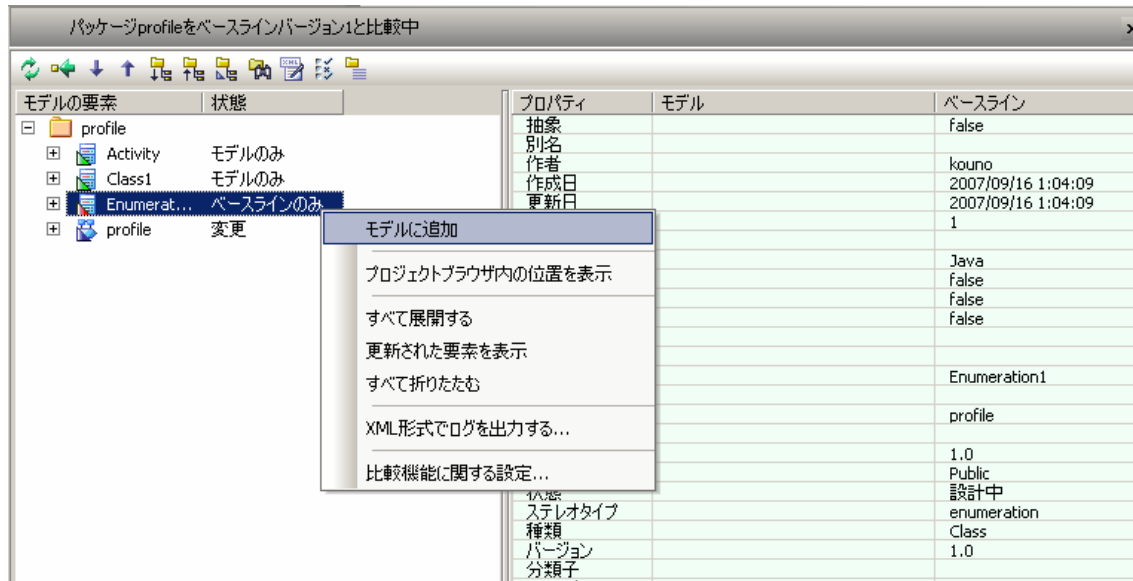 パッケージprofileをベースラインバージョン1と比較中
モデルの要素 状態
profile
Activity モデルのみ
Class1 モデルのみ
Enumerat... ベースラインのみ
profile 変更
モデルに追加
プロジェクトブラウザ内の位置を表示
すべて展開する
更新された要素を表示
すべて折りたたむ
XML形式でログを出力する...
比較機能に関する設定...
プロパティ モデル ベースライン
抽象 false
別名
作者 kouno
作成日 2007/09/16 1:04:09
更新日 2007/09/16 1:04:09
1
Java
false
false
false
Enumeration1
profile
1.0
Public
状態 設計中
ステレオタイプ enumeration
種類 Class
バージョン 1.0
分類子